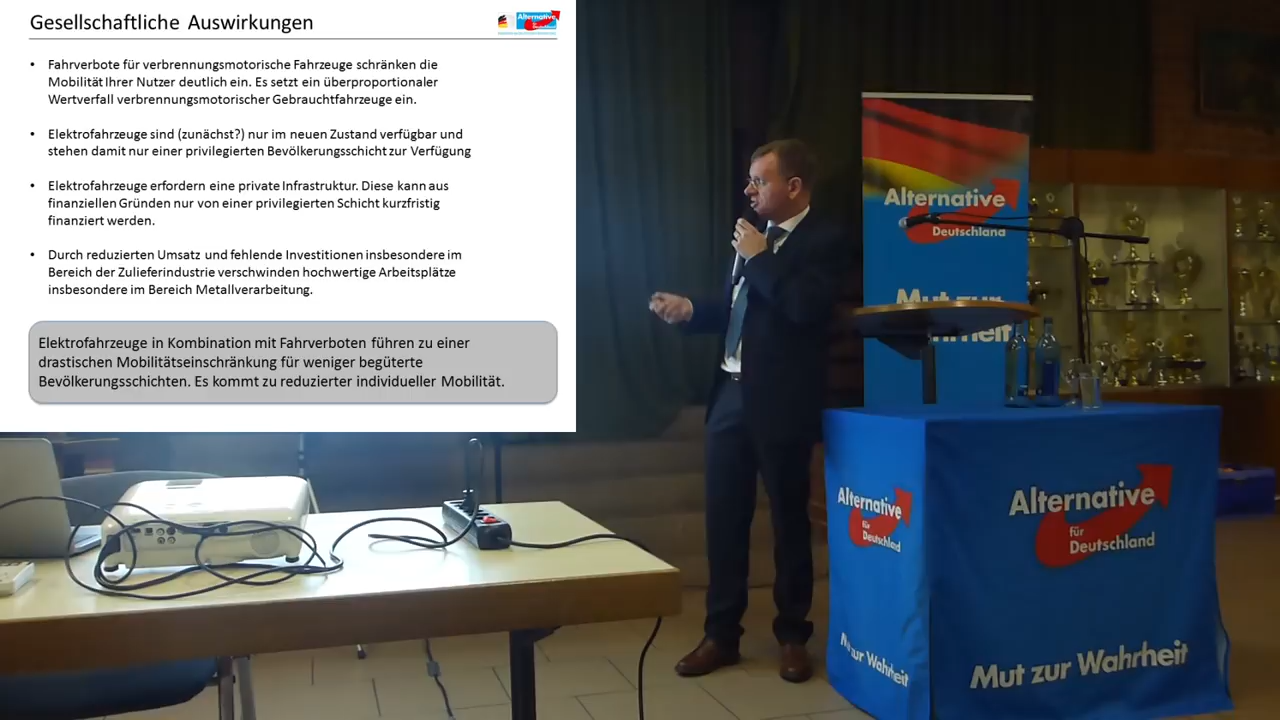 Gesellschaftliche Auswirkungen
Alternative
• Fahrverbote für verbrennungsmotorische Fahrzeuge schränken die
Mobilität Ihrer Nutzer deutlich ein. Es setzt ein überproportionaler
Wertverfall verbrennungsmotorischer Gebrauchtfahrzeuge ein.
• Elektrofahrzeuge sind (zunächst?) nur im neuen Zustand verfügbar und
stehen damit nur einer privilegierten Bevölkerungsschicht zur Verfügung
• Elektrofahrzeuge erfordern eine private Infrastruktur. Diese kann aus
finanziellen Gründen nur von einer privilegierten Schicht kurzfristig
finanziert werden.
• Durch reduzierten Umsatz und fehlende Investitionen insbesondere im
Bereich der Zulieferindustrie verschwinden hochwertige Arbeitsplätze
insbesondere im Bereich Metallverarbeitung.
Elektrofahrzeuge in Kombination mit Fahrverboten führen zu einer
drastischen Mobilitätseinschränkung für weniger begüterte
Bevölkerungsschichten. Es kommt zu reduzierter individueller Mobilität.
Alternative
Deutschland
Mut zur
Alternative
für
Deutschland
Mut zur Wahrheit
Alternative
für
Deutschland
Mut zur Wahrheit